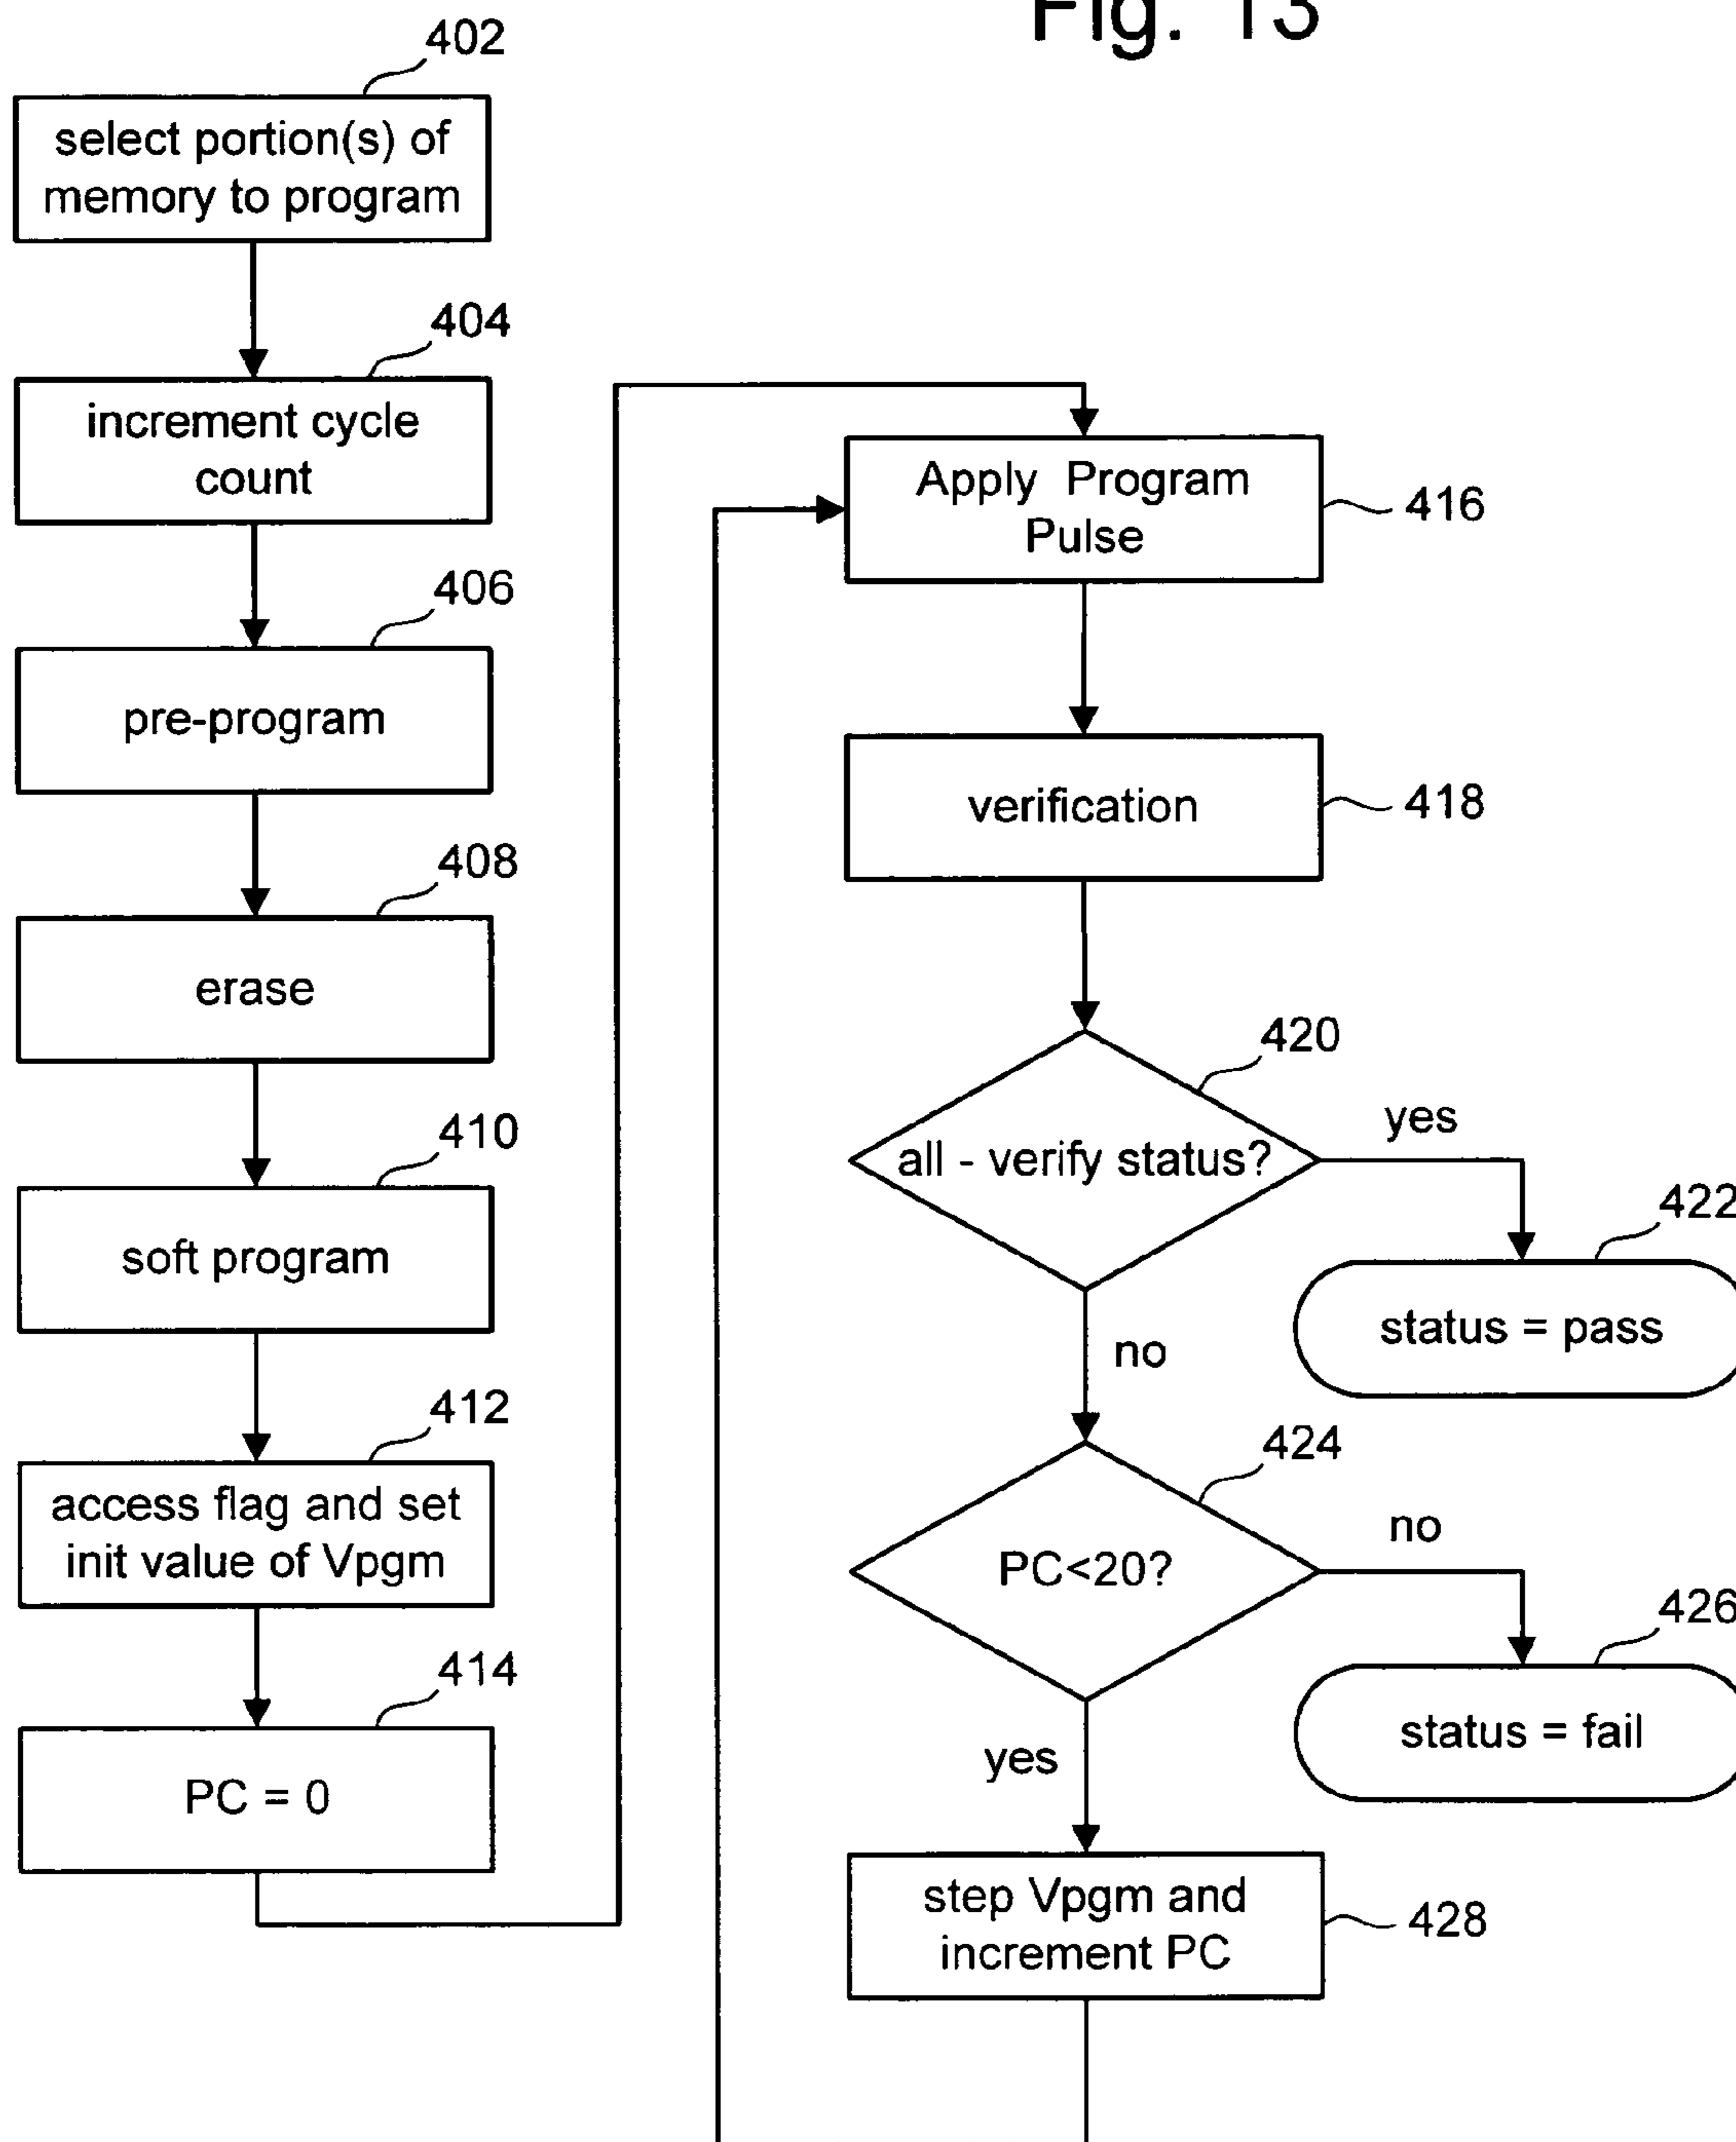 Fig. 13
402
select portion(s) of
memory to program
404
increment cycle
count
406
pre-program
408
erase
410
soft program
412
access flag and set
init value of Vpgm
414
PC = 0
Apply Program
Pulse
416
verification
418
420
all - verify status?
yes
422
status = pass
no
424
PC<20?
no
426
status = fail
yes
step Vpgm and
increment PC
428